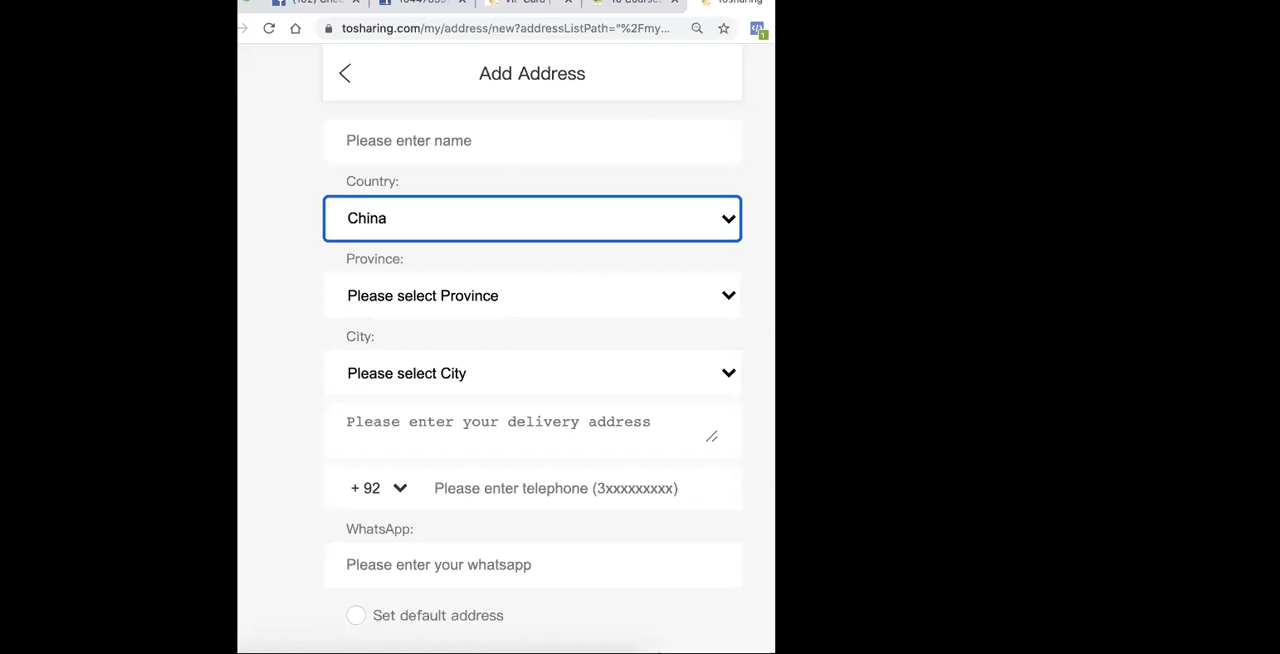 tosharing.com/my/address/new?addressListPath="%2Fmy...
1
Add Address
Please enter name
Country:
China
Province:
Please select Province
City:
Please select City
Please enter your delivery address
+ 92 Please enter telephone (3xxxxxxxxx)
WhatsApp:
Please enter your whatsapp
Set default address